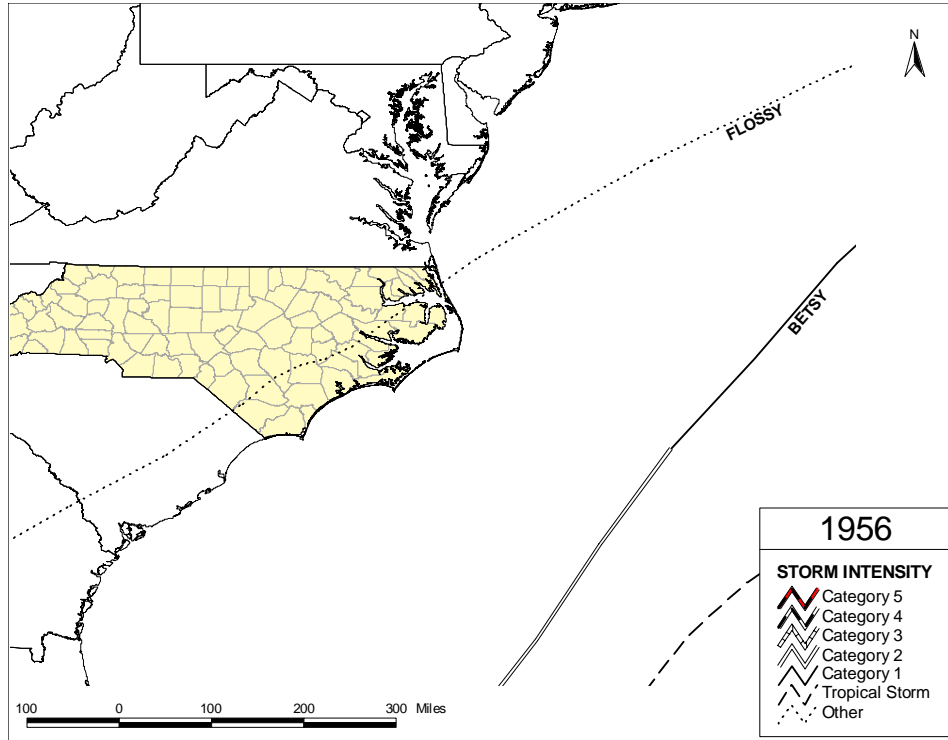 N
FLOSSY
BETSY
1956
STORM INTENSITY
Category 5
Category 4
Category 3
Category 2
Category 1
Tropical Storm
Other
100 0 100 200 300 Miles